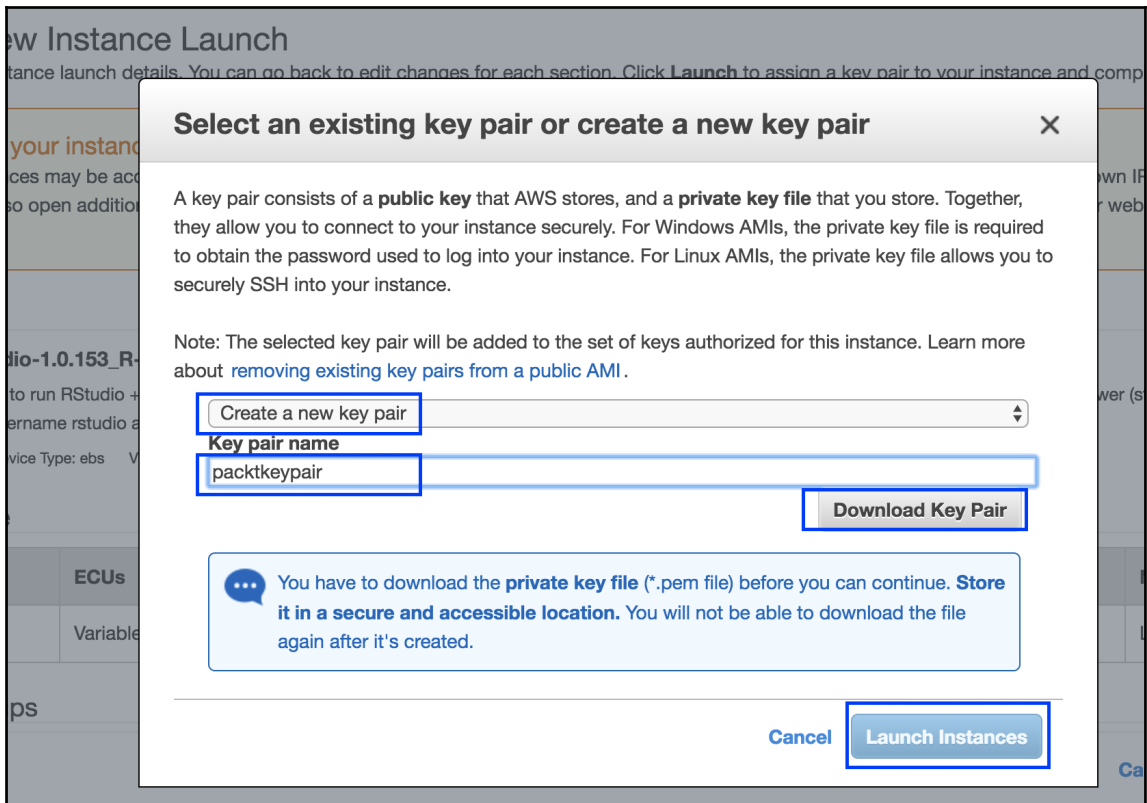 ew Instance Launch
tance launch details. You can go back to edit changes for each section. Click Launch to assign a key pair to your instance and comp
Select an existing key pair or create a new key pair
your instanc
ces may be acc
own IF
so open addition
r web
A key pair consists of a public key that AWS stores, and a private key file that you store. Together,
they allow you to connect to your instance securely. For Windows AMIs, the private key file is required
to obtain the password used to log into your instance. For Linux AMIs, the private key file allows you to
securely SSH into your instance.
Note: The selected key pair will be added to the set of keys authorized for this instance. Learn more
about removing existing key pairs from a public AMI.
dio-1.0.153_R-
to run RStudio +
wer (s
ername rstudio a
vice Type: ebs V
Create a new key pair
Key pair name
packtkeypair
Download Key Pair
You have to download the private key file (*.pem file) before you can continue. Store
it in a secure and accessible location. You will not be able to download the file
again after it's created.
ECUs
Variable
ps
Cancel
Launch Instances
Ca